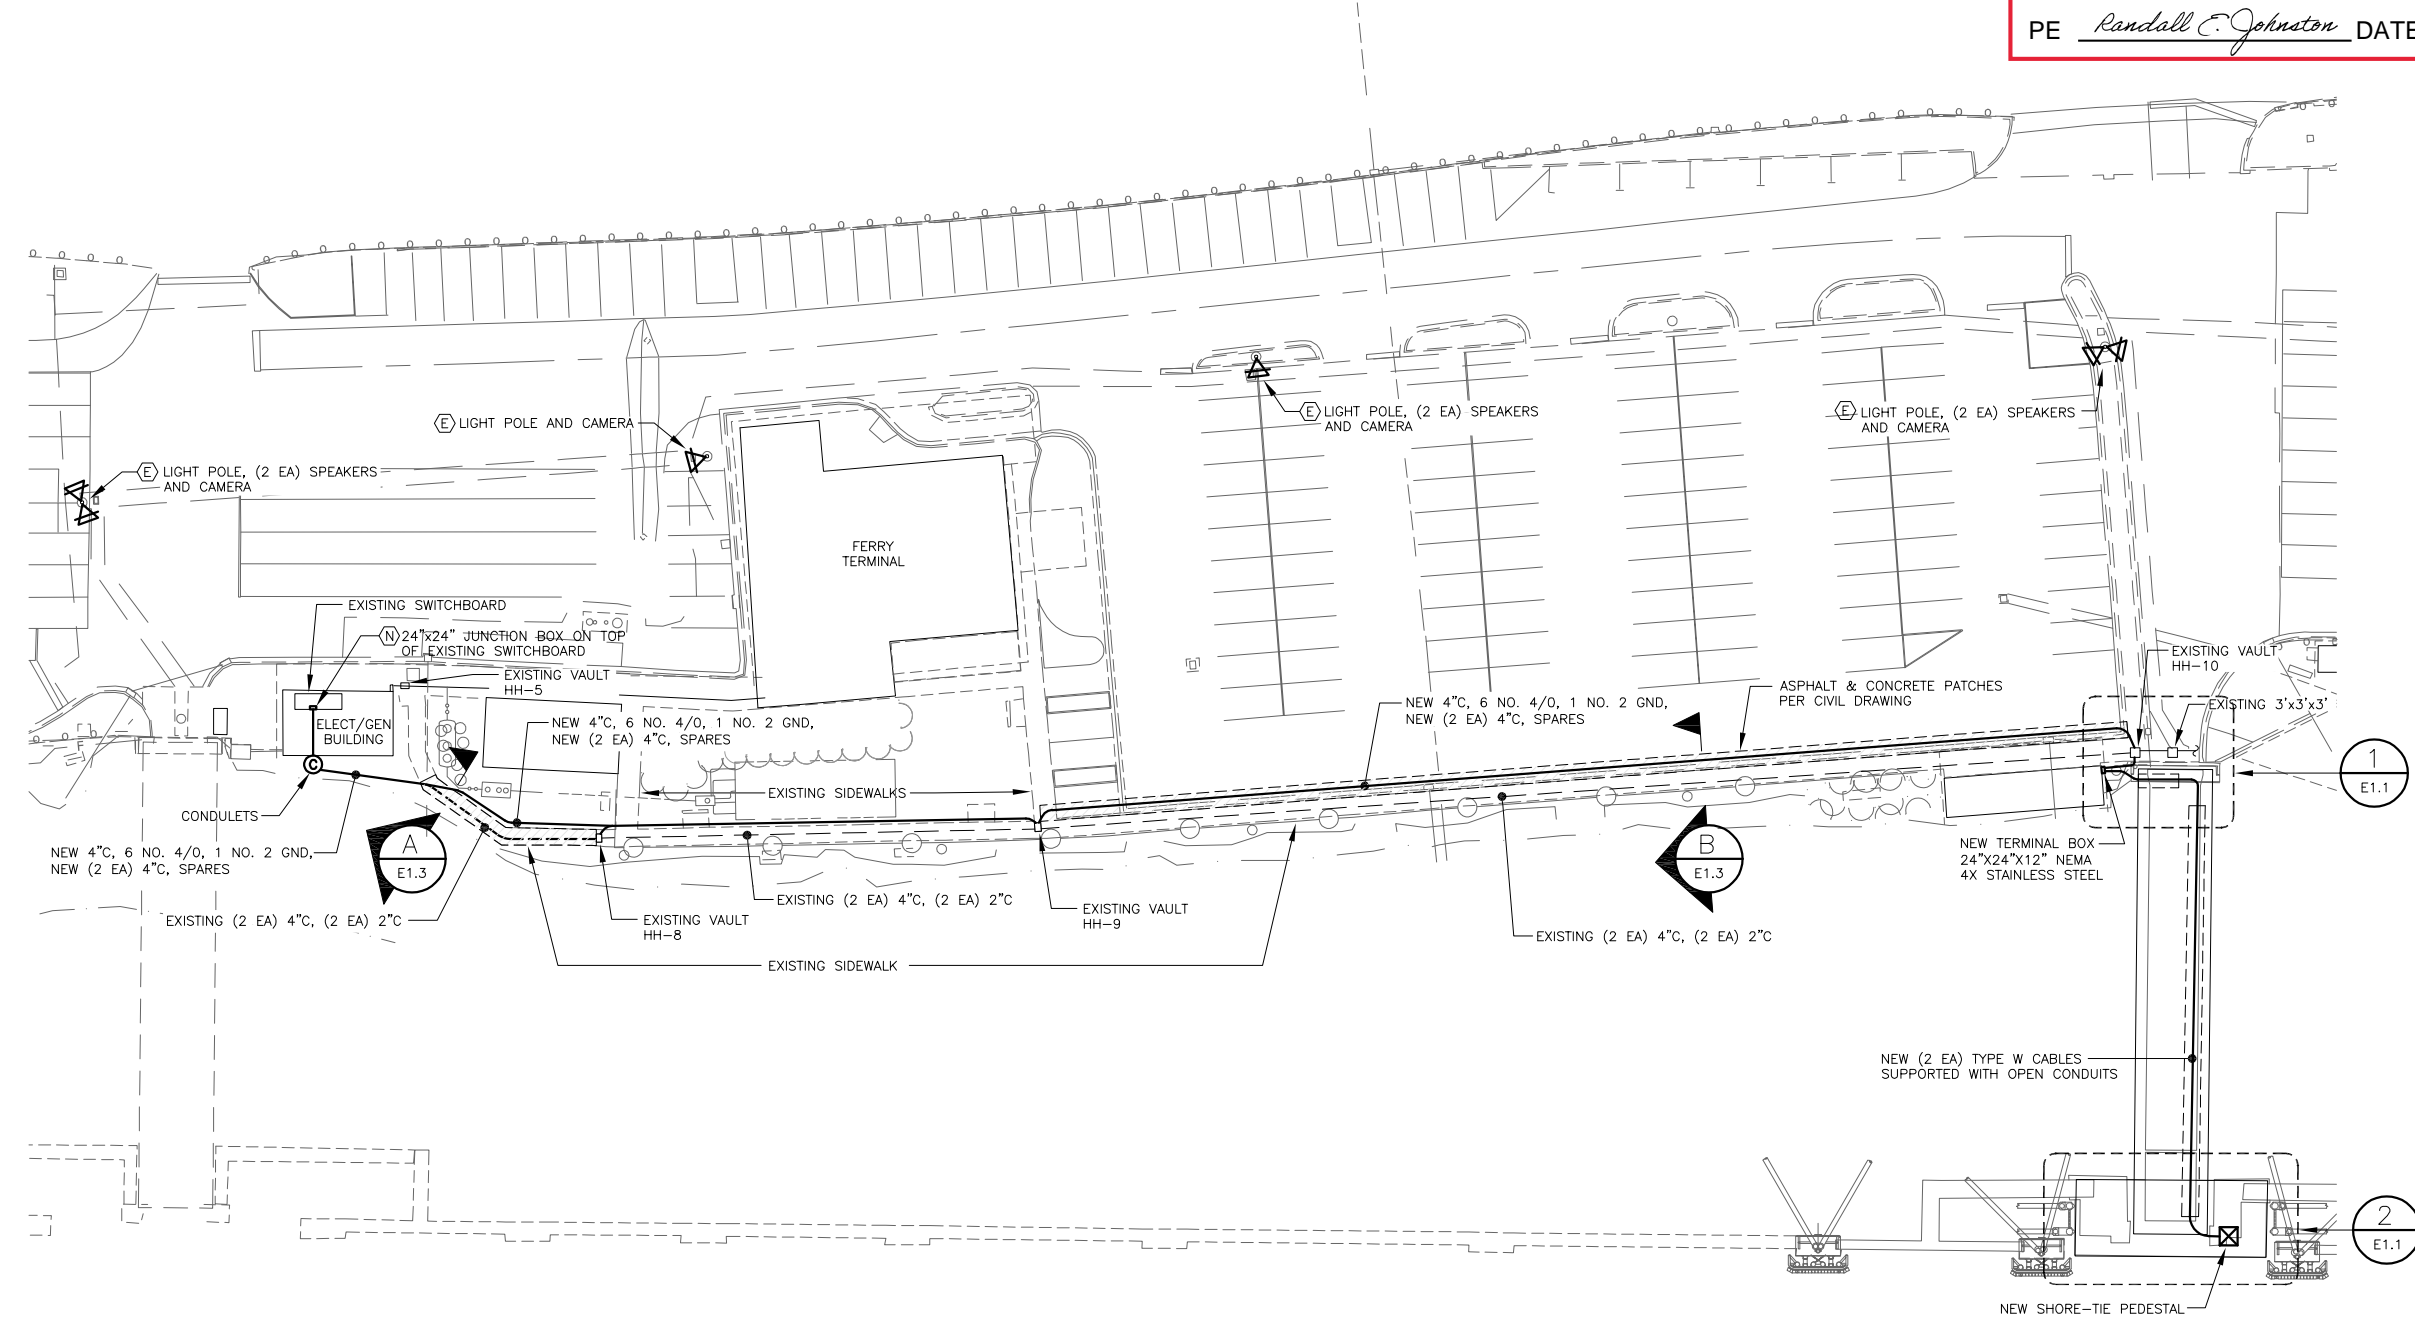 PE Randall E. Johnston DATE
E LIGHT POLE AND CAMERA
E LIGHT POLE, (2 EA) SPEAKERS
AND CAMERA
E LIGHT POLE, (2 EA) SPEAKERS
AND CAMERA
E LIGHT POLE, (2 EA) SPEAKERS
AND CAMERA
FERRY
TERMINAL
EXISTING SWITCHBOARD
N 24"x24" JUNCTION BOX ON TOP
OF EXISTING SWITCHBOARD
EXISTING VAULT
HH-5
ELECT/GEN
BUILDING
NEW 4"C, 6 NO. 4/0, 1 NO. 2 GND,
NEW (2 EA) 4"C, SPARES
NEW 4"C, 6 NO. 4/0, 1 NO. 2 GND,
NEW (2 EA) 4"C, SPARES
ASPHALT & CONCRETE PATCHES
PER CIVIL DRAWING
EXISTING VAULT
HH-10
EXISTING 3'x3'x3'
C
1
E1.1
EXISTING SIDEWALKS
CONDULETS
NEW 4"C, 6 NO. 4/0, 1 NO. 2 GND,
NEW (2 EA) 4"C, SPARES
A
E1.3
B
E1.3
NEW TERMINAL BOX
24"X24"X12" NEMA
4X STAINLESS STEEL
EXISTING (2 EA) 4"C, (2 EA) 2"C
EXISTING VAULT
HH-8
EXISTING (2 EA) 4"C, (2 EA) 2"C
EXISTING VAULT
HH-9
EXISTING (2 EA) 4"C, (2 EA) 2"C
EXISTING SIDEWALK
NEW (2 EA) TYPE W CABLES
SUPPORTED WITH OPEN CONDUITS
2
E1.1
NEW SHORE-TIE PEDESTAL